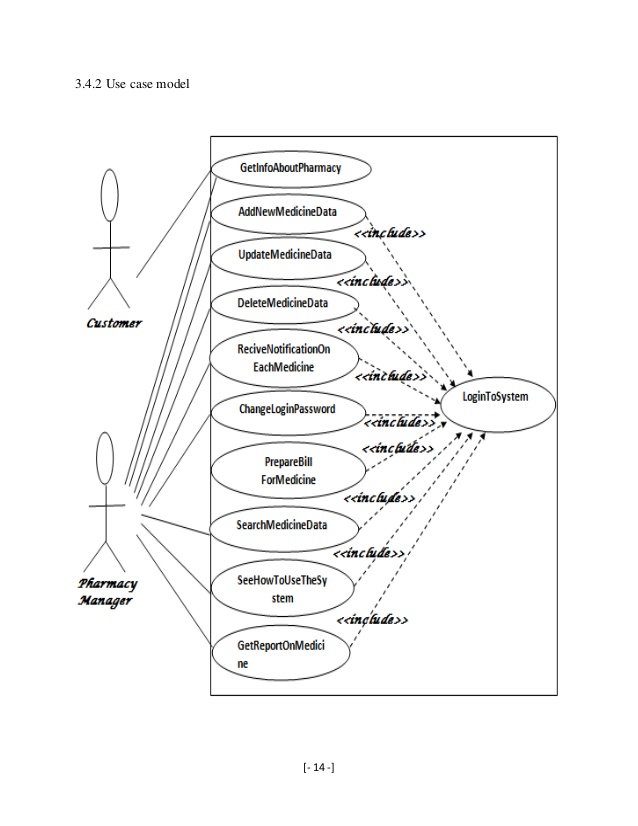 3.4.2 Use case model
GetInfoAboutPharmacy
AddNewMedicineData
<<include>>
UpdateMedicineData
<<include>>
DeleteMedicineData
Customer
<<include>>
ReciveNotificationOn
EachMedicine
<<include>>
LoginToSystem
ChangeLoginPassword
<<include>>
<<include>>
PrepareBill
ForMedicine
<<include>>
SearchMedicineData
<<include>>
SeeHowToUseTheSy
stem
Pharmacy
Manager
<<include>>
GetReportOnMedici
ne
[- 14 -]